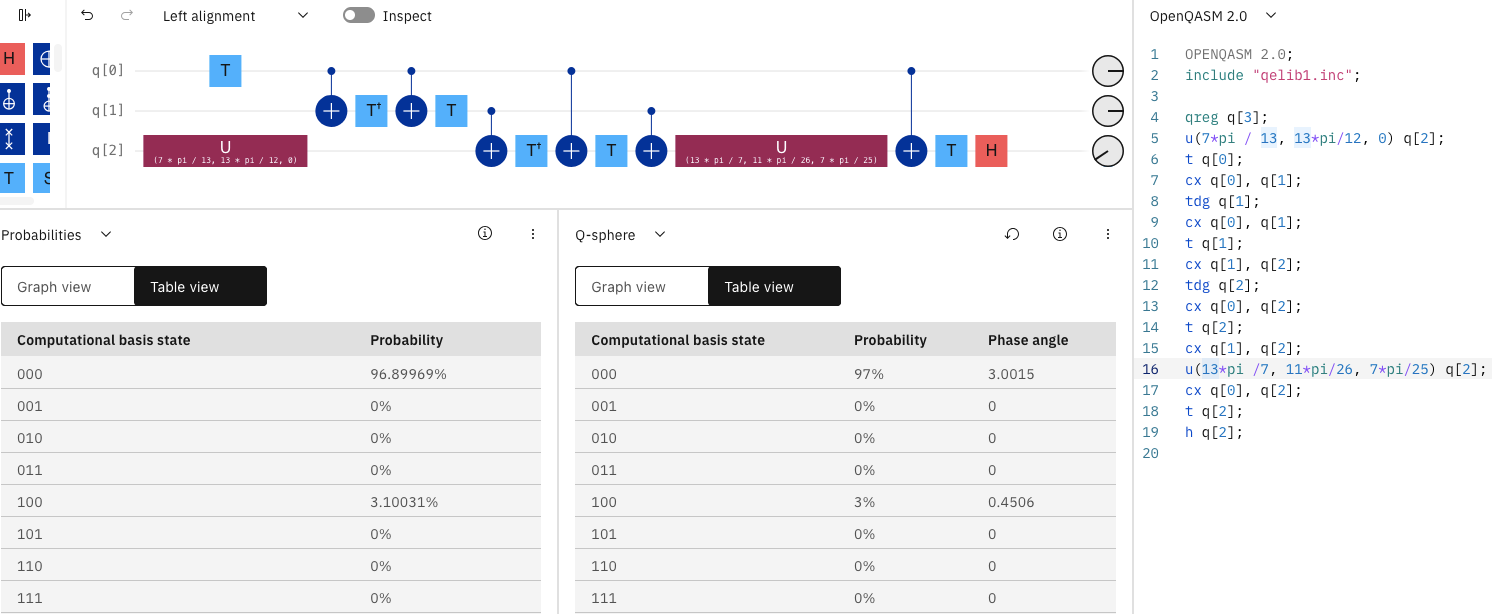 Left alignment
Inspect
OpenQASM 2.0
H
T
S
q[0]
T
q[1]
T†
T
q[2]
U
(7 * pi / 13, 13 * pi / 12, 0)
T†
T
U
(13 * pi / 7, 11 * pi / 26, 7 * pi / 25)
T
H
Probabilities
Graph view
Table view
Computational basis state Probability
000 96.89969%
001 0%
010 0%
011 0%
100 3.10031%
101 0%
110 0%
111 0%
Q-sphere
Graph view
Table view
Computational basis state Probability Phase angle
000 97% 3.0015
001 0% 0
010 0% 0
011 0% 0
100 3% 0.4506
101 0% 0
110 0% 0
111 0% 0
1 OPENQASM 2.0;
2 include "qelib1.inc";
3
4 qreg q[3];
5 u(7*pi / 13, 13*pi/12, 0) q[2];
6 t q[0];
7 cx q[0], q[1];
8 tdg q[1];
9 cx q[0], q[1];
10 t q[1];
11 cx q[1], q[2];
12 tdg q[2];
13 cx q[0], q[2];
14 t q[2];
15 cx q[1], q[2];
16 u(13*pi /7, 11*pi/26, 7*pi/25) q[2];
17 cx q[0], q[2];
18 t q[2];
19 h q[2];
20